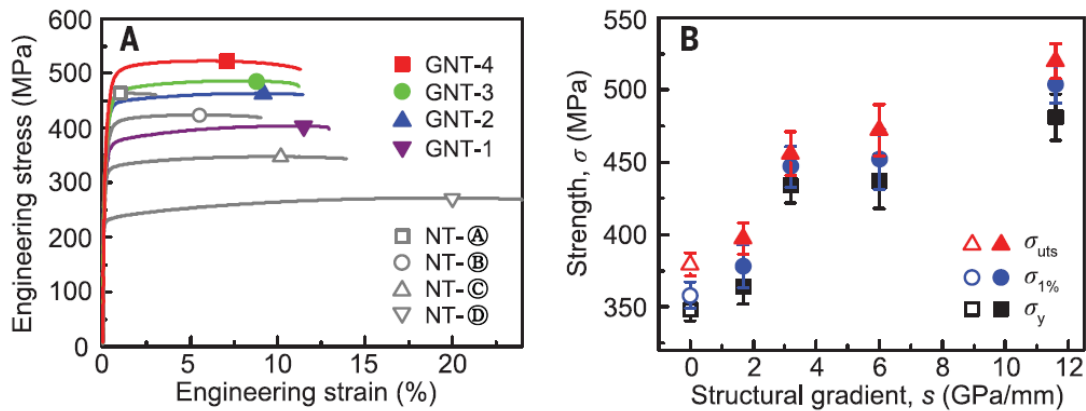 A
Engineering stress (MPa)
600
500
400
300
200
100
0
GNT-4
GNT-3
GNT-2
GNT-1
NT-Ⓐ
NT-Ⓑ
NT-Ⓒ
NT-Ⓓ
0 5 10 15 20
Engineering strain (%)
B
Strength, σ (MPa)
550
500
450
400
350
σuts
σ1%
σy
0 2 4 6 8 10 12
Structural gradient, s (GPa/mm)